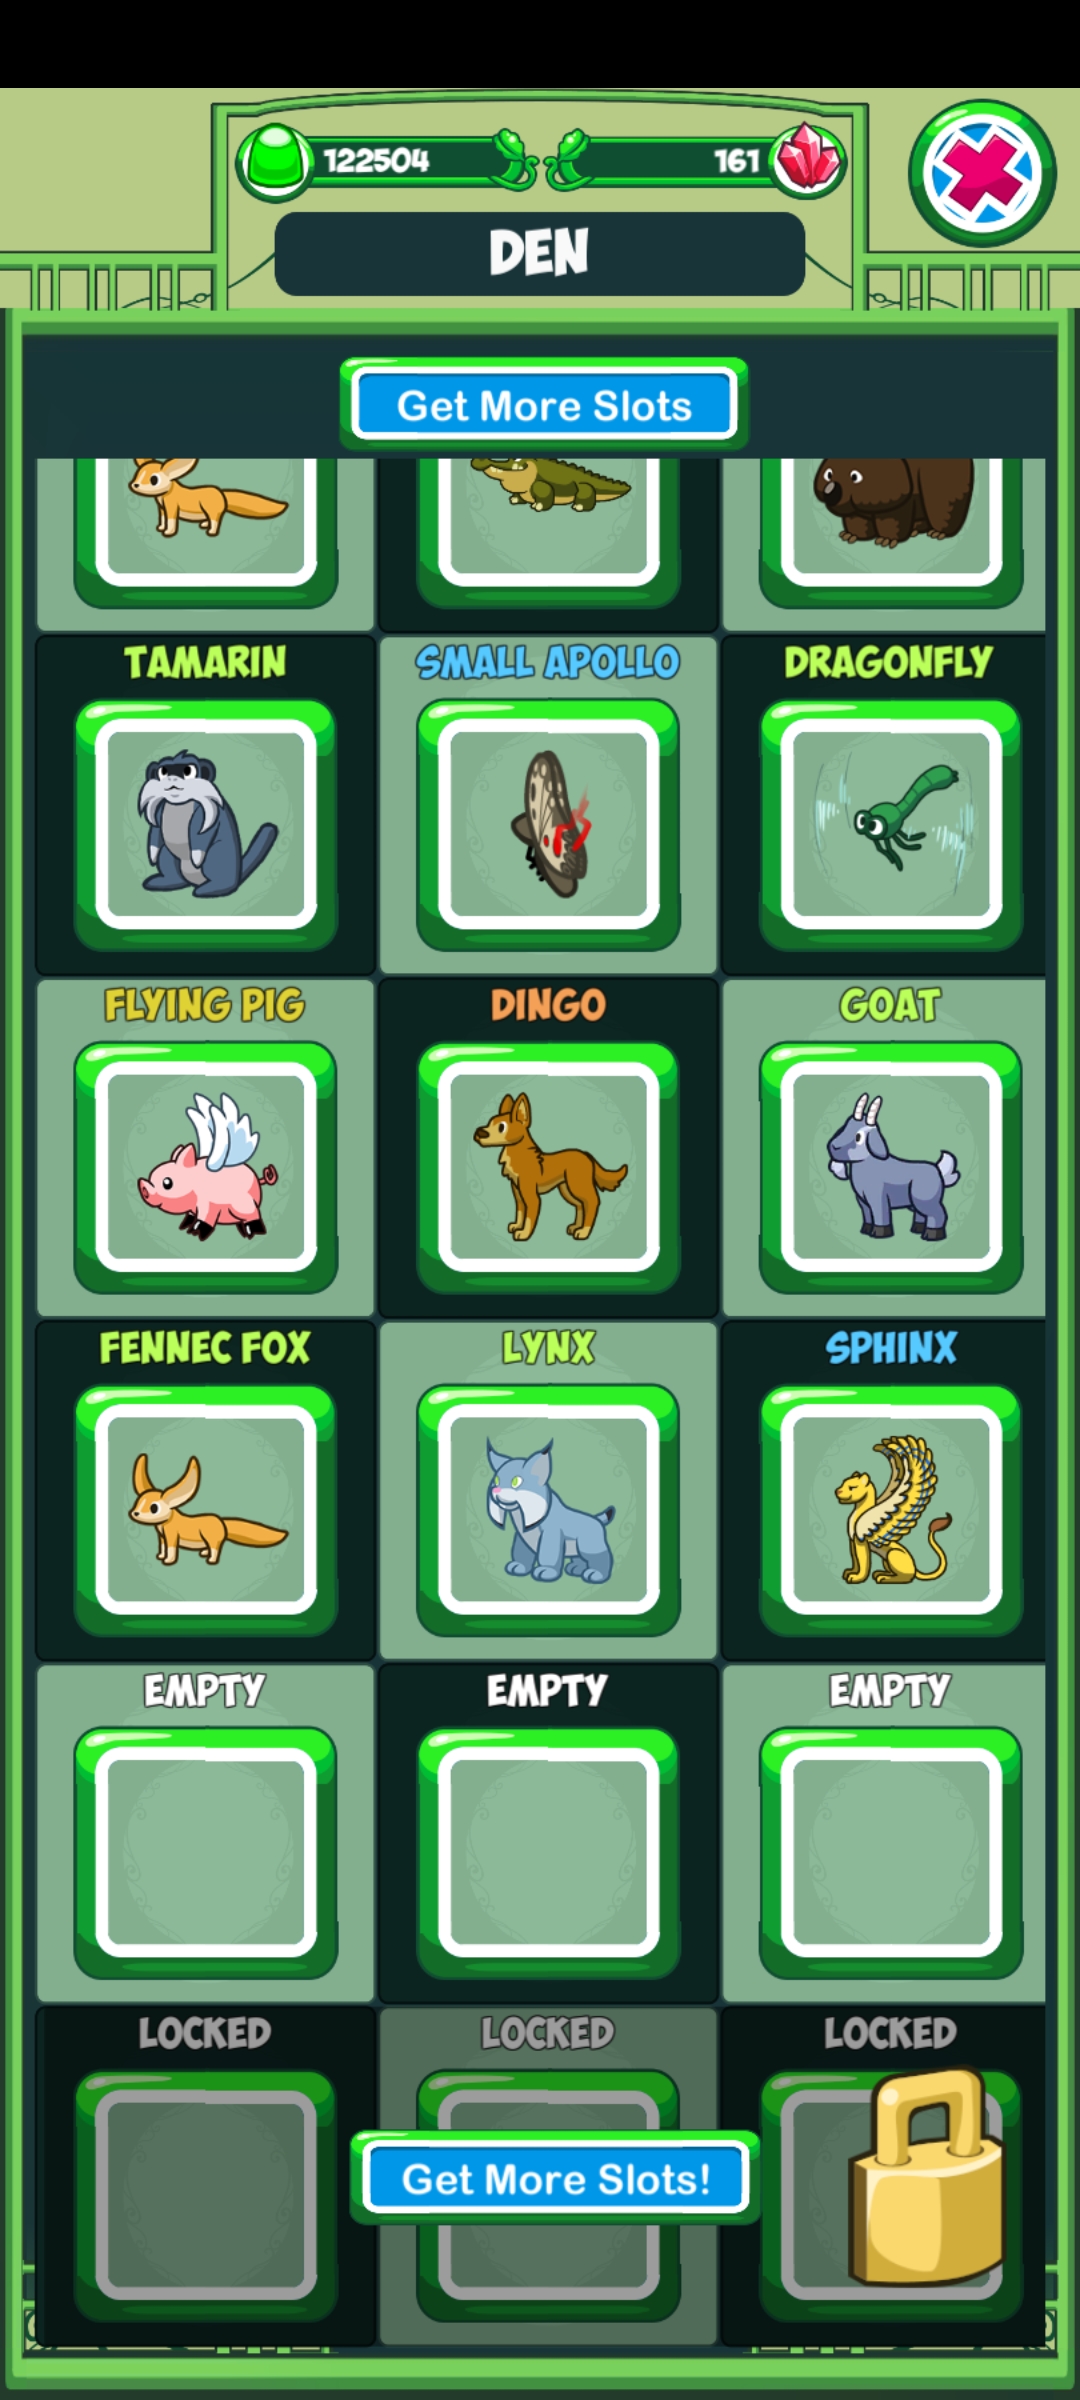 122504
161
DEN
Get More Slots
TAMARIN
SMALL APOLLO
DRAGONFLY
FLYING PIG
DINGO
GOAT
FENNEC FOX
LYNX
SPHINX
EMPTY
EMPTY
EMPTY
LOCKED
LOCKED
LOCKED
Get More Slots!